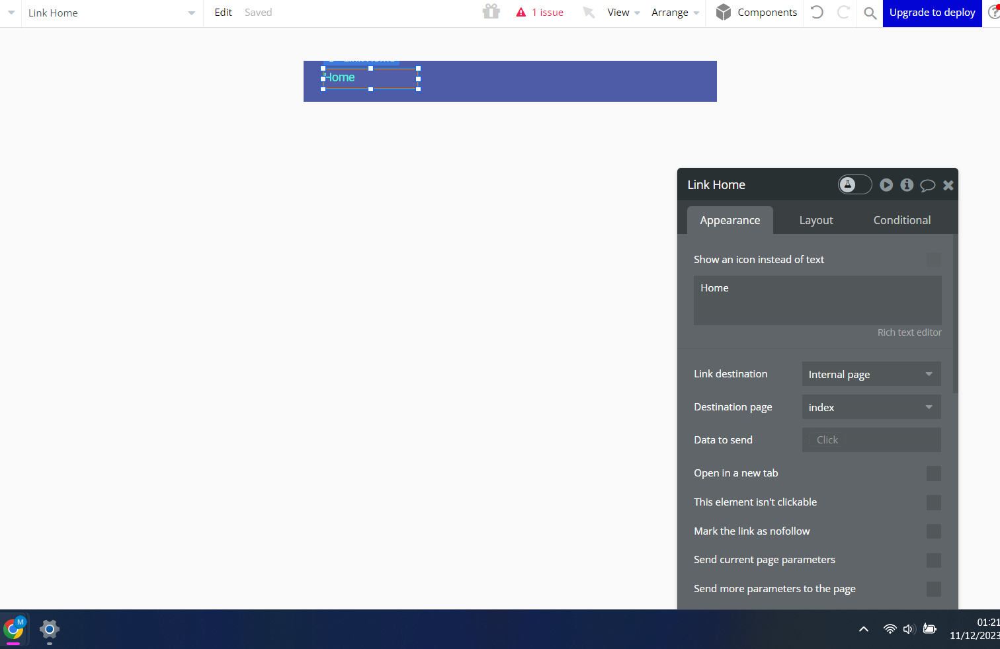 Link Home
Edit
Saved
1 issue
View
Arrange
Components
Upgrade to deploy
Link Home
Home
Link Home
Appearance
Layout
Conditional
Show an icon instead of text
Home
Rich text editor
Link destination
Internal page
Destination page
index
Data to send
Click
Open in a new tab
This element isn't clickable
Mark the link as nofollow
Send current page parameters
Send more parameters to the page
M
01:21
11/12/2023